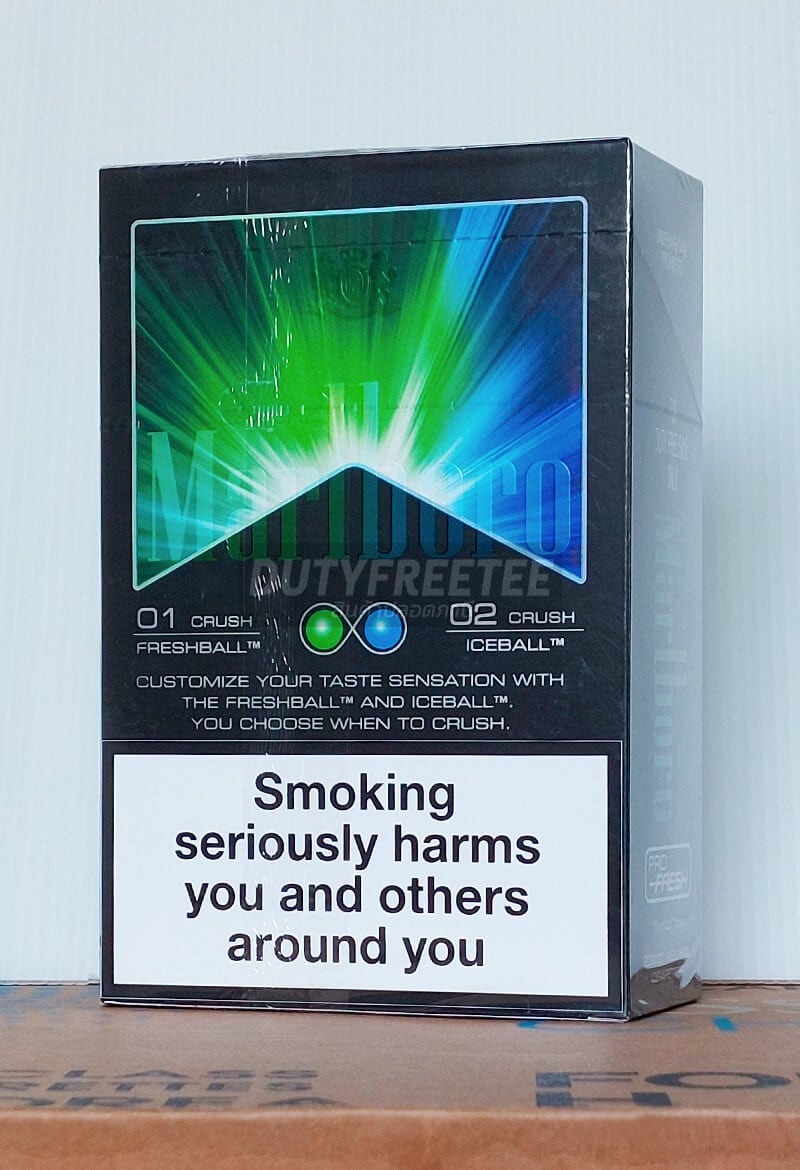 Marlboro
DUTYFREETEE
01 CRUSH
FRESHBALL™
02 CRUSH
ICEBALL™
CUSTOMIZE YOUR TASTE SENSATION WITH
THE FRESHBALL™ AND ICEBALL™.
YOU CHOOSE WHEN TO CRUSH.
Smoking
seriously harms
you and others
around you
Marlboro
PRO
FRESH